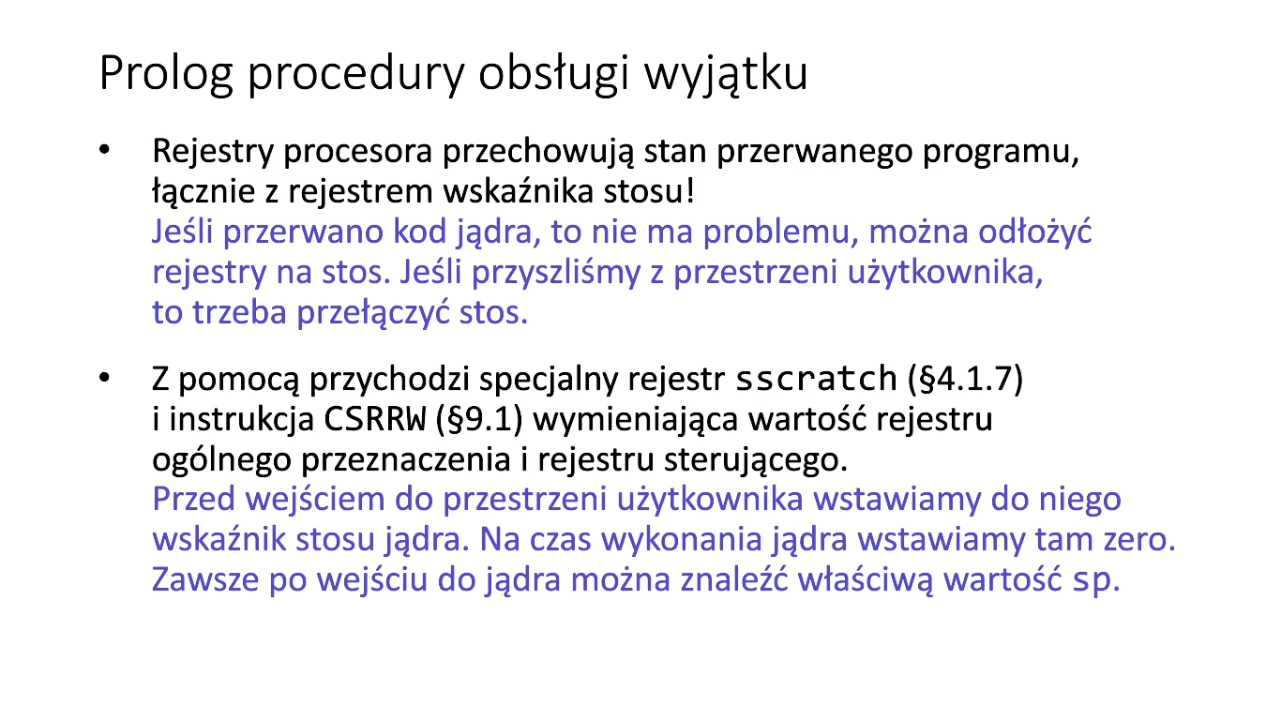 Prolog procedury obsługi wyjątku
• Rejestry procesora przechowują stan przerwanego programu,
łącznie z rejestrem wskaźnika stosu!
Jeśli przerwano kod jądra, to nie ma problemu, można odłożyć
rejestry na stos. Jeśli przyszliśmy z przestrzeni użytkownika,
to trzeba przełączyć stos.
• Z pomocą przychodzi specjalny rejestr sscratch (§4.1.7)
i instrukcja CSRRW (§9.1) wymieniająca wartość rejestru
ogólnego przeznaczenia i rejestru sterującego.
Przed wejściem do przestrzeni użytkownika wstawiamy do niego
wskaźnik stosu jądra. Na czas wykonania jądra wstawiamy tam zero.
Zawsze po wejściu do jądra można znaleźć właściwą wartość sp.